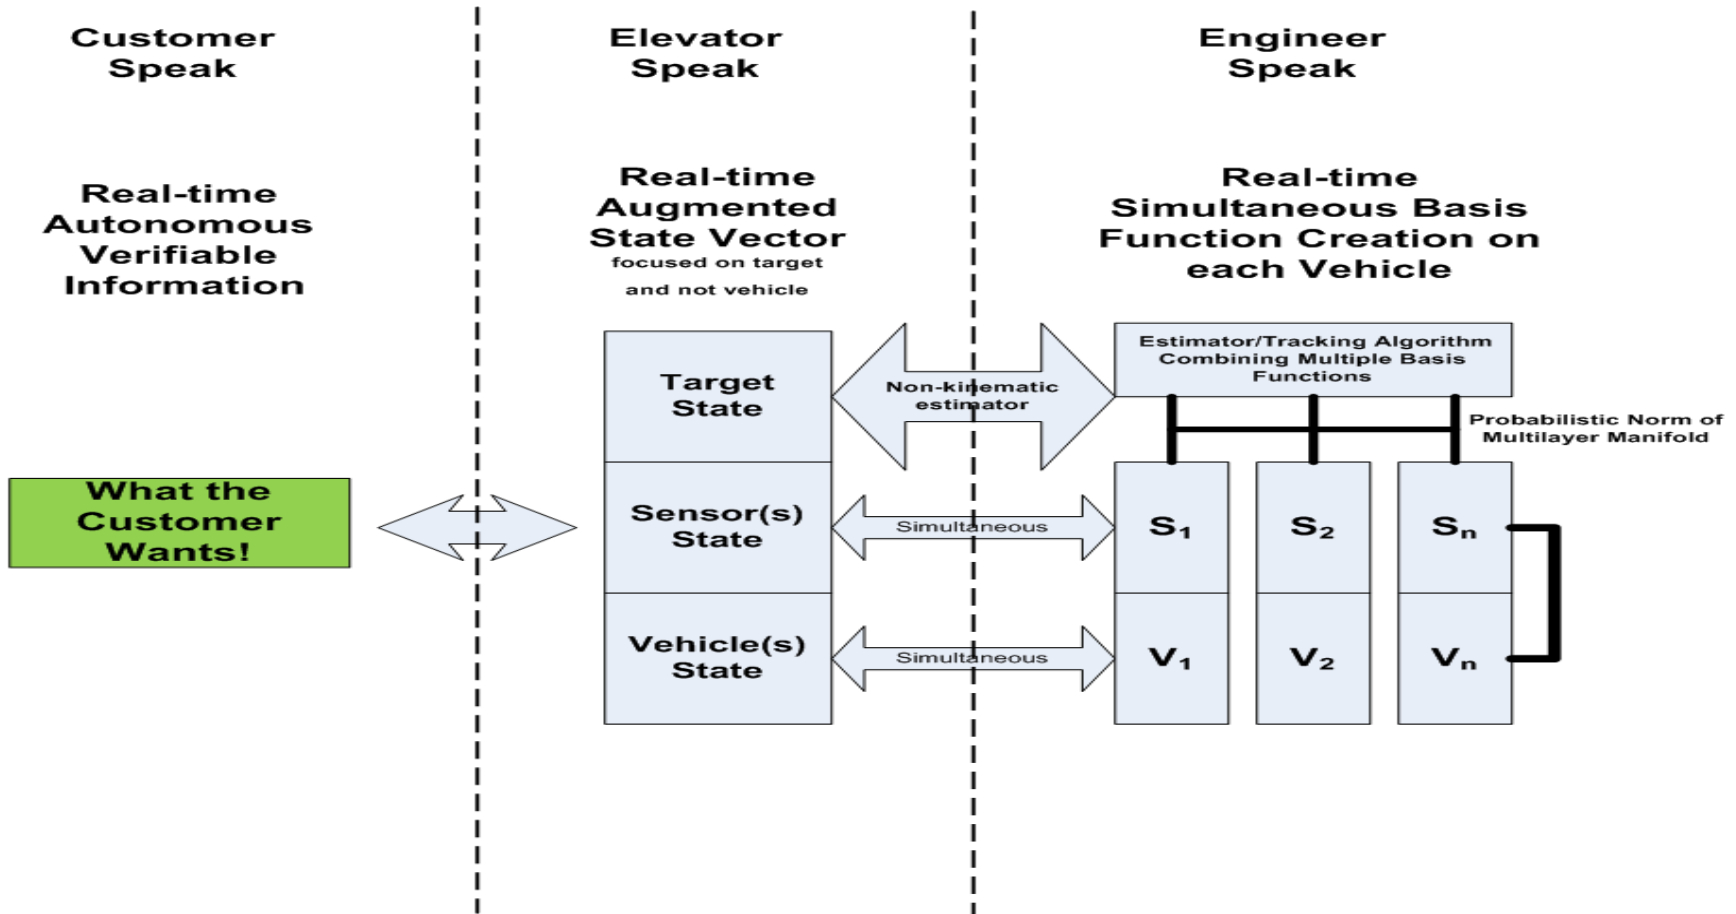 Customer
Speak
Elevator
Speak
Engineer
Speak
Real-time
Autonomous
Verifiable
Information
Real-time
Augmented
State Vector
focused on target
and not vehicle
Real-time
Simultaneous Basis
Function Creation on
each Vehicle
What the
Customer
Wants!
Target
State
Sensor(s)
State
Vehicle(s)
State
Non-kinematic
estimator
Simultaneous
Simultaneous
Estimator/Tracking Algorithm
Combining Multiple Basis
Functions
Probabilistic Norm of
Multilayer Manifold
S₁ S₂ Sₙ
V₁ V₂ Vₙ